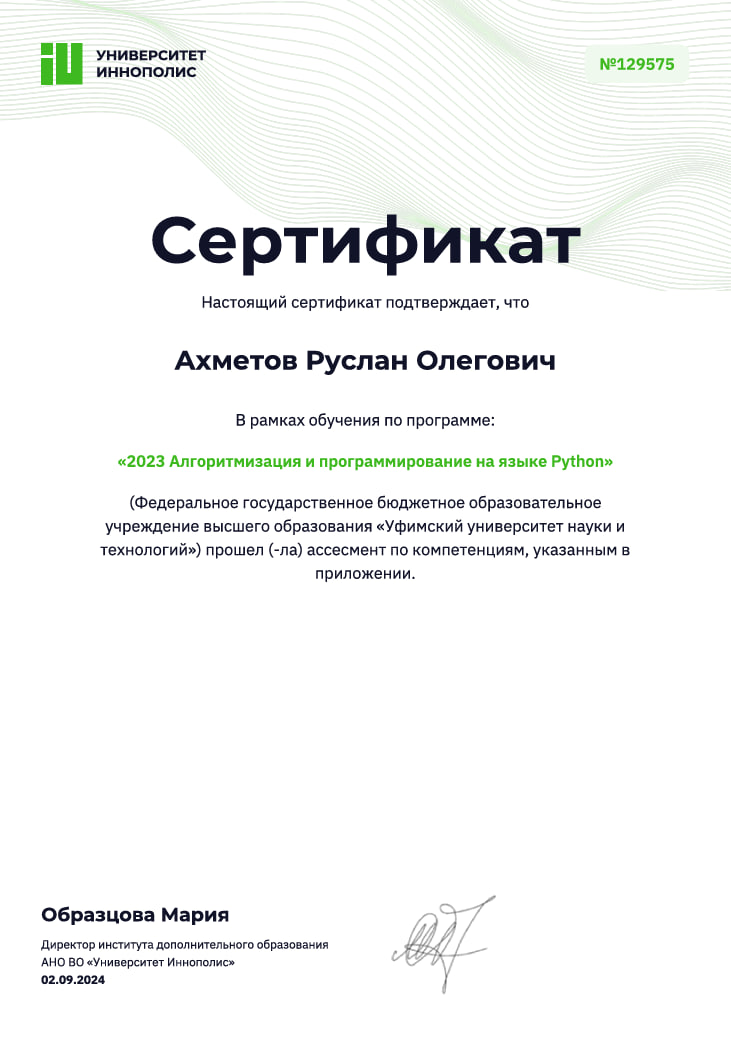 УНИВЕРСИТЕТ
ИННОПОЛИС
№129575
Сертификат
Настоящий сертификат подтверждает, что
Ахметов Руслан Олегович
В рамках обучения по программе:
«2023 Алгоритмизация и программирование на языке Python»
(Федеральное государственное бюджетное образовательное
учреждение высшего образования «Уфимский университет науки и
технологий») прошел (-ла) ассесмент по компетенциям, указанным в
приложении.
Образцова Мария
Директор института дополнительного образования
АНО ВО «Университет Иннополис»
02.09.2024